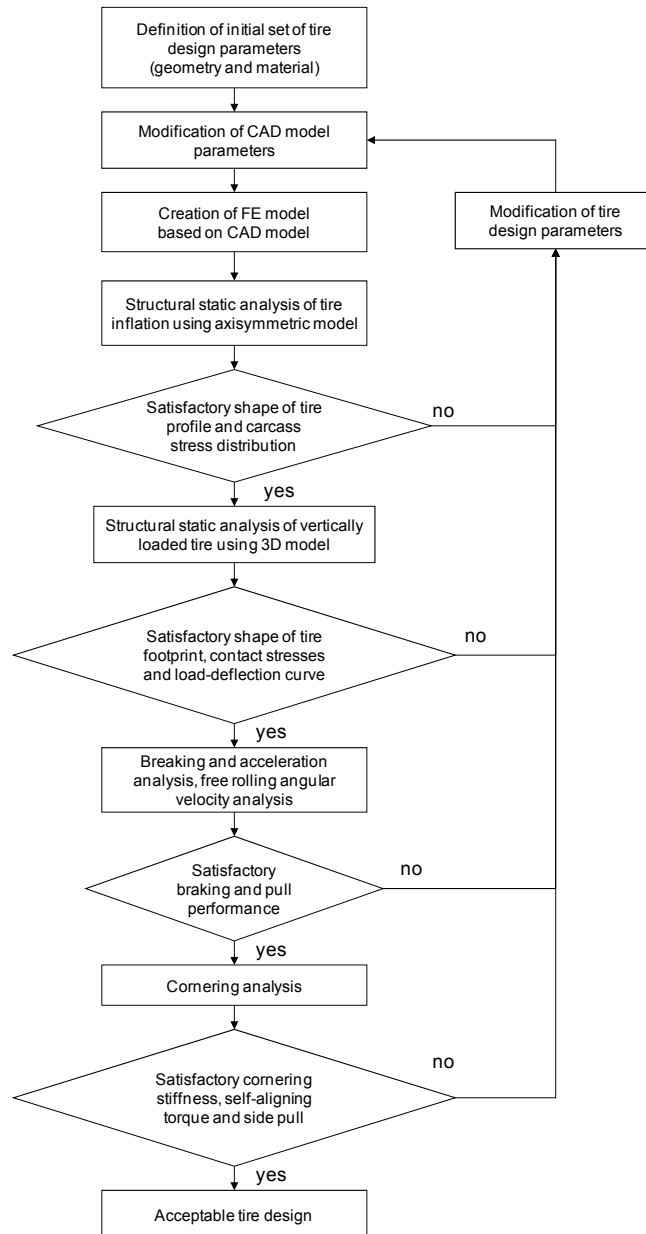 Definition of initial set of tire
design parameters
(geometry and material)
Modification of CAD model
parameters
Creation of FE model
based on CAD model
Modification of tire
design parameters
Structural static analysis of tire
inflation using axisymmetric model
Satisfactory shape of tire
profile and carcass
stress distribution
no
yes
Structural static analysis of vertically
loaded tire using 3D model
Satisfactory shape of tire
footprint, contact stresses
and load-deflection curve
no
yes
Breaking and acceleration
analysis, free rolling angular
velocity analysis
Satisfactory
braking and pull
performance
no
yes
Cornering analysis
Satisfactory cornering
stiffness, self-aligning
torque and side pull
no
yes
Acceptable tire design